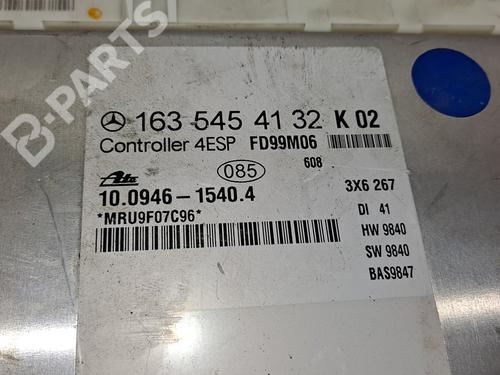 B-PARTS
163 545 41 32 K 02
Controller 4ESP FD99M06
608
085
Ate
10.0946-1540.4
3X6 267
*MRU9F07C96*
DI 41
HW 9840
SW 9840
BAS9847